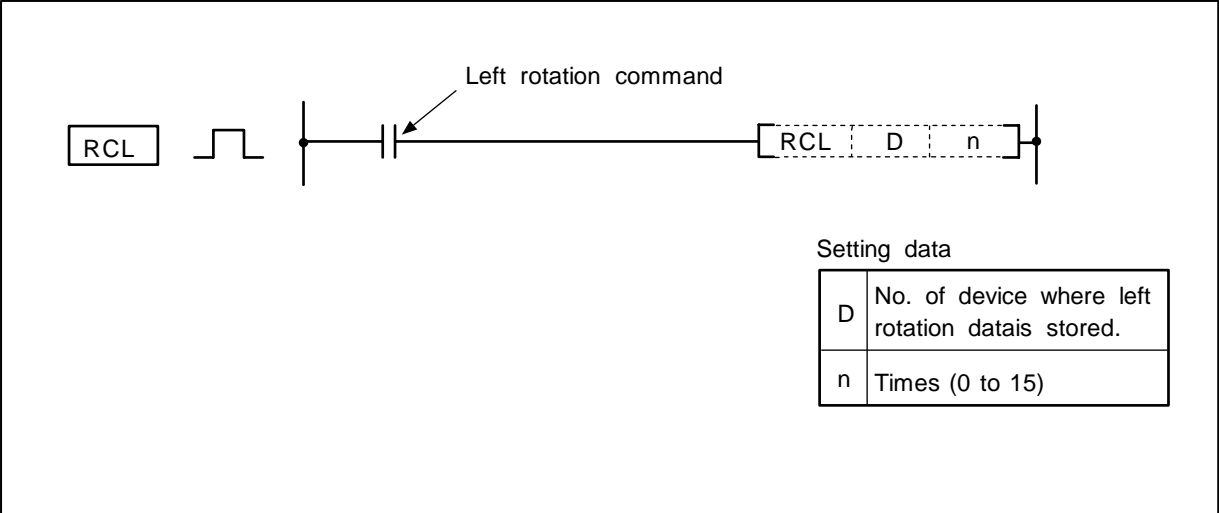 Left rotation command
RCL
RCL D n
Setting data
D No. of device where left
rotation datais stored.
n Times (0 to 15)